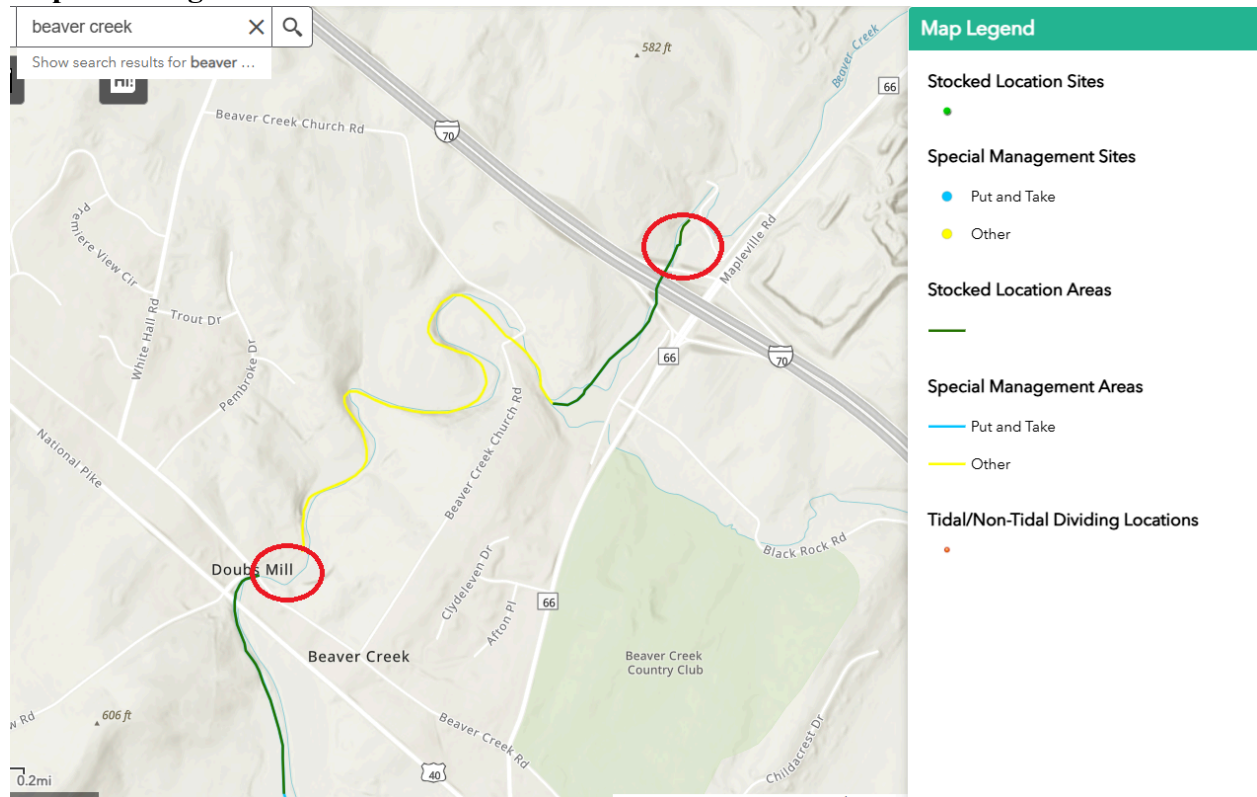 beaver creek
Show search results for beaver ...
Hi!
582 ft
Beaver Creek
66
Beaver Creek Church Rd
70
Premiere View Cir
Mapleville Rd
White Hall Rd
Trout Dr
Pembroke Dr
66
70
National Pike
Beaver Creek Church Rd
Black Rock Rd
Doubs Mill
Clydeleven Dr
66
Afton Pl
Beaver Creek
Beaver Creek
Country Club
606 ft
w Rd
Beaver Creek Rd
Childacrest Dr
40
0.2mi
Map Legend
Stocked Location Sites
Special Management Sites
Put and Take
Other
Stocked Location Areas
Special Management Areas
Put and Take
Other
Tidal/Non-Tidal Dividing Locations